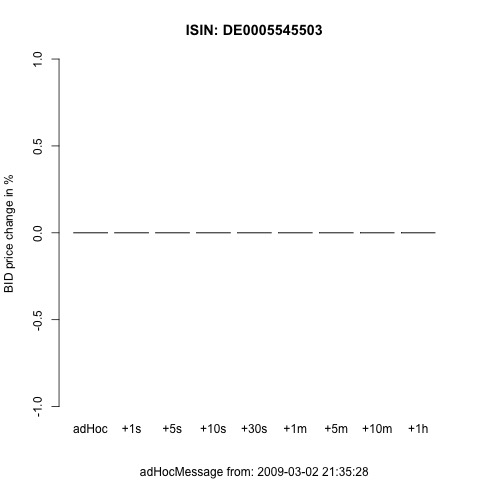 ISIN: DE0005545503
BID price change in %
1.0
0.5
0.0
-0.5
-1.0
adHoc +1s +5s +10s +30s +1m +5m +10m +1h
adHocMessage from: 2009-03-02 21:35:28